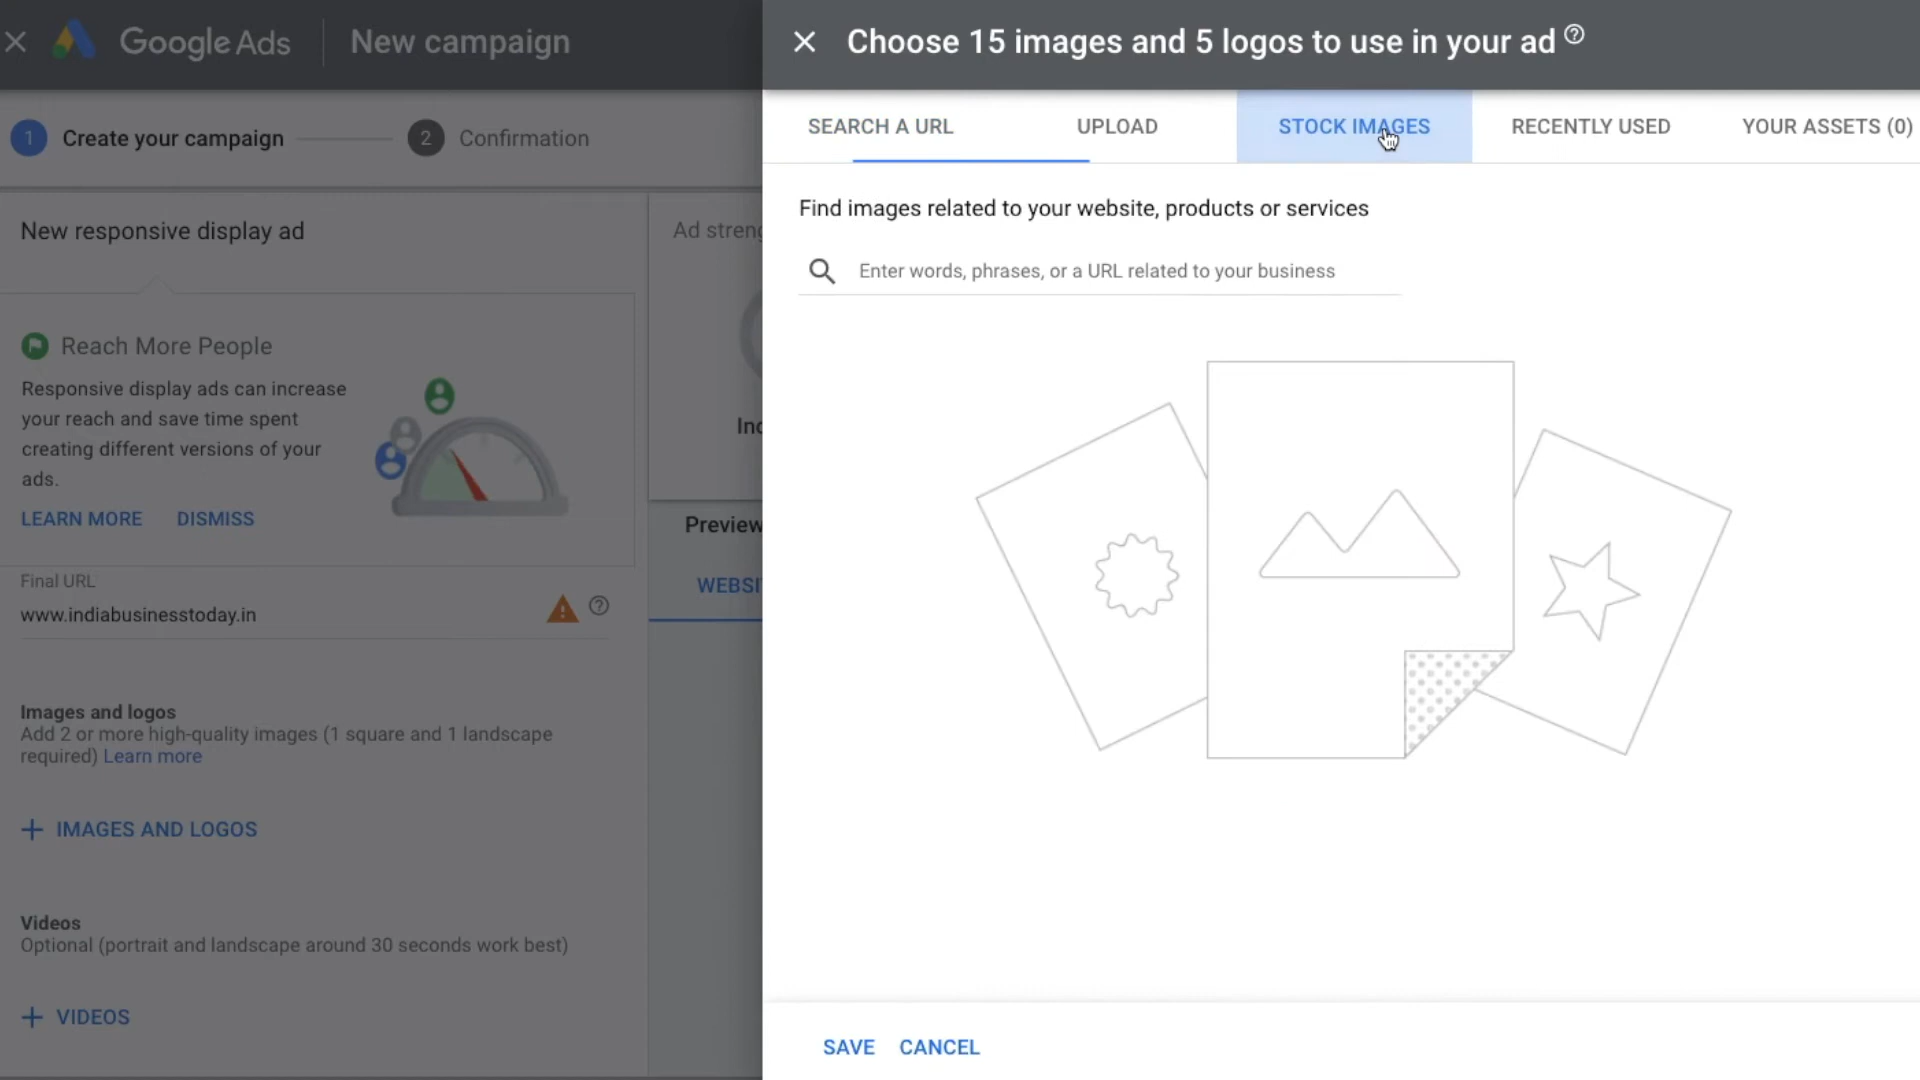 Google Ads
New campaign
Choose 15 images and 5 logos to use in your ad
1 Create your campaign
2 Confirmation
SEARCH A URL
UPLOAD
STOCK IMAGES
RECENTLY USED
YOUR ASSETS (0)
New responsive display ad
Find images related to your website, products or services
Enter words, phrases, or a URL related to your business
Reach More People
Responsive display ads can increase
your reach and save time spent
creating different versions of your
ads.
LEARN MORE
DISMISS
Ad streng
Inc
Preview
WEBSI
Final URL
www.indiabusinesstoday.in
Images and logos
Add 2 or more high-quality images (1 square and 1 landscape
required) Learn more
+ IMAGES AND LOGOS
Videos
Optional (portrait and landscape around 30 seconds work best)
+ VIDEOS
SAVE
CANCEL